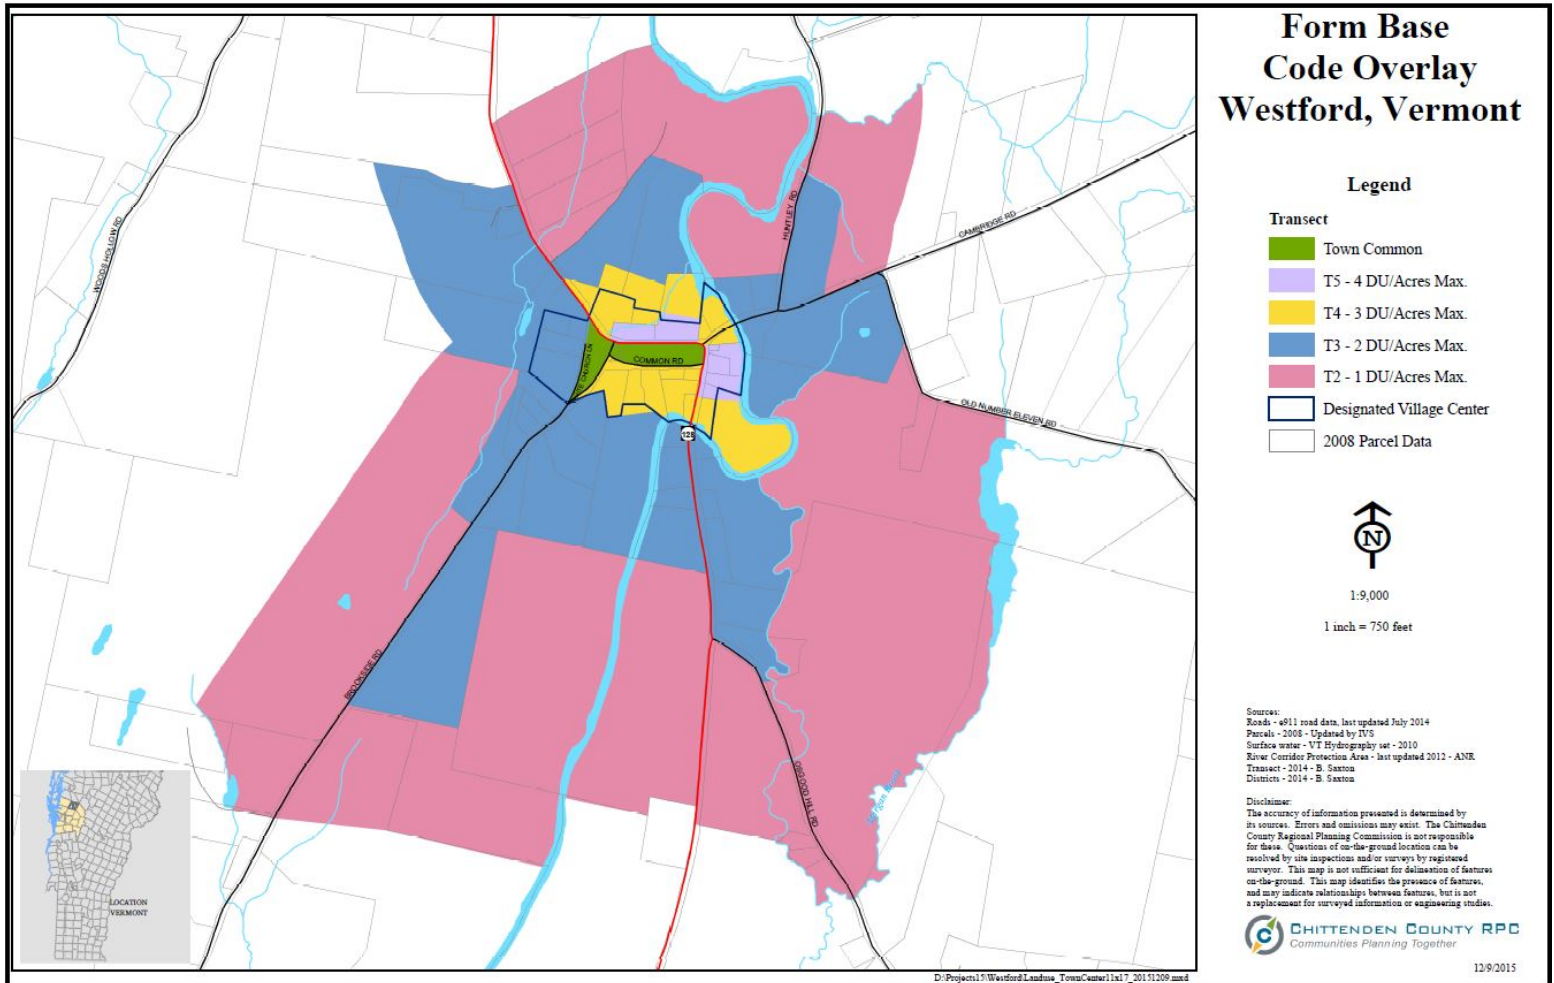 Form Base
Code Overlay
Westford, Vermont
Legend
Transect
Town Common
T5 - 4 DU/Acres Max.
T4 - 3 DU/Acres Max.
T3 - 2 DU/Acres Max.
T2 - 1 DU/Acres Max.
Designated Village Center
2008 Parcel Data
N
1:9,000
1 inch = 750 feet
Sources:
Roads - e911 road data, last updated July 2014
Parcels - 2008 - Updated by IVS
Surface water - VT Hydrography set - 2010
River Corridor Protection Area - last updated 2012 - ANR
Transect - 2014 - B. Saxton
Districts - 2014 - B. Saxton
Disclaimer:
The accuracy of information presented is determined by
its sources. Errors and omissions may exist. The Chittenden
County Regional Planning Commission is not responsible
for these. Questions of on-the-ground location can be
resolved by site inspections and/or surveys by registered
surveyor. This map is not sufficient for delineation of features
on-the-ground. This map identifies the presence of features,
and may indicate relationships between features, but is not
a replacement for surveyed information or engineering studies.
CHITTENDEN COUNTY RPC
Communities Planning Together
12/9/2015
WOODS HOLLOW RD
HUNTLEY RD
CAMBRIDGE RD
COMMON RD
CHURCH LN
OLD NUMBER ELEVEN RD
128
BROOKSIDE RD
OSGOOD HILL RD
LOCATION
VERMONT
D:\Projects15\Westford\Landuse_TownCenter11x17_20151209.mxd